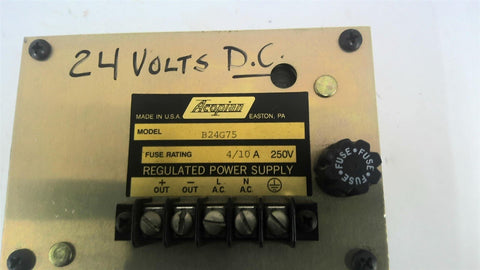 24 VOLTS D.C.
Acopian
MADE IN U.S.A. EASTON, PA
MODEL B24G75
FUSE RATING 4/10 A 250V
REGULATED POWER SUPPLY
+ − L N
OUT OUT A.C. A.C.
FUSE FUSE FUSE